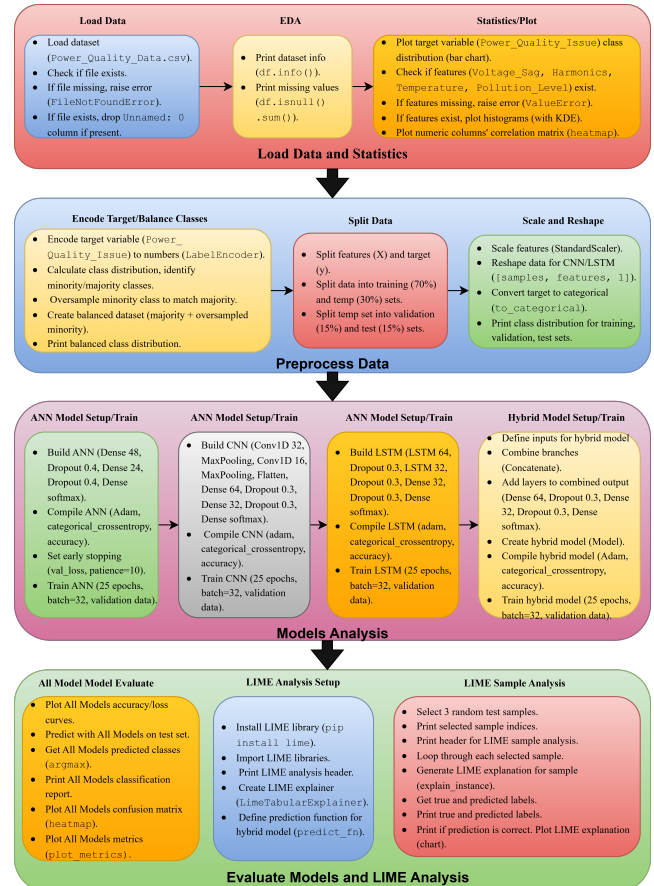 Load Data
Load dataset
(Power_Quality_Data.csv).
Check if file exists.
If file missing, raise error
(FileNotFoundError).
If file exists, drop Unnamed: 0
column if present.
EDA
Print dataset info
(df.info()).
Print missing values
(df.isnull()
.sum()).
Statistics/Plot
Plot target variable (Power_Quality_Issue) class
distribution (bar chart).
Check if features (Voltage_Sag, Harmonics,
Temperature, Pollution_Level) exist.
If features missing, raise error (ValueError).
If features exist, plot histograms (with KDE).
Plot numeric columns' correlation matrix (heatmap).
Load Data and Statistics
Encode Target/Balance Classes
Encode target variable (Power_
Quality_Issue) to numbers (LabelEncoder).
Calculate class distribution, identify
minority/majority classes.
Oversample minority class to match majority.
Create balanced dataset (majority + oversampled
minority).
Print balanced class distribution.
Split Data
Split features (X) and target
(y).
Split data into training (70%)
and temp (30%) sets.
Split temp set into validation
(15%) and test (15%) sets.
Scale and Reshape
Scale features (StandardScaler).
Reshape data for CNN/LSTM
([samples, features, 1]).
Convert target to categorical
(to_categorical).
Print class distribution for training,
validation, test sets.
Preprocess Data
ANN Model Setup/Train
Build ANN (Dense 48,
Dropout 0.4, Dense 24,
Dropout 0.4, Dense
softmax).
Compile ANN (Adam,
categorical_crossentropy,
accuracy).
Set early stopping
(val_loss, patience=10).
Train ANN (25 epochs,
batch=32, validation data).
ANN Model Setup/Train
Build CNN (Conv1D 32,
MaxPooling, Conv1D 16,
MaxPooling, Flatten,
Dense 64, Dropout 0.3,
Dense 32, Dropout 0.3,
Dense softmax).
Compile CNN (adam,
categorical_crossentropy,
accuracy).
Train CNN (25 epochs,
batch=32, validation
data).
ANN Model Setup/Train
Build LSTM (LSTM 64,
Dropout 0.3, LSTM 32,
Dropout 0.3, Dense 32,
Dropout 0.3, Dense
softmax).
Compile LSTM (adam,
categorical_crossentropy,
accuracy).
Train LSTM (25 epochs,
batch=32, validation
data).
Hybrid Model Setup/Train
Define inputs for hybrid model
Combine branches
(Concatenate).
Add layers to combined output
(Dense 64, Dropout 0.3, Dense
32, Dropout 0.3, Dense
softmax).
Create hybrid model (Model).
Compile hybrid model (Adam,
categorical_crossentropy,
accuracy).
Train hybrid model (25 epochs,
batch=32, validation data).
Models Analysis
All Model Model Evaluate
Plot All Models accuracy/loss
curves.
Predict with All Models on test set.
Get All Models predicted classes
(argmax).
Print All Models classification
report.
Plot All Models confusion matrix
(heatmap).
Plot All Models metrics
(plot_metrics).
LIME Analysis Setup
Install LIME library (pip
install lime).
Import LIME libraries.
Print LIME analysis header.
Create LIME explainer
(LimeTabularExplainer).
Define prediction function for
hybrid model (predict_fn).
LIME Sample Analysis
Select 3 random test samples.
Print selected sample indices.
Print header for LIME sample analysis.
Loop through each selected sample.
Generate LIME explanation for sample
(explain_instance).
Get true and predicted labels.
Print true and predicted labels.
Print if prediction is correct. Plot LIME explanation
(chart).
Evaluate Models and LIME Analysis